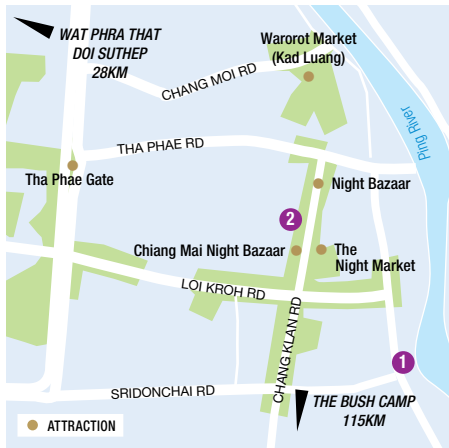 WAT PHRA THAT
DOI SUTHEP
28KM
Warorot Market
(Kad Luang)
CHANG MOI RD
Ping River
THA PHAE RD
Tha Phae Gate
Night Bazaar
2
Chiang Mai Night Bazaar
The
Night Market
LOI KROH RD
CHANG KLAN RD
1
SRIDONCHAI RD
THE BUSH CAMP
115KM
ATTRACTION